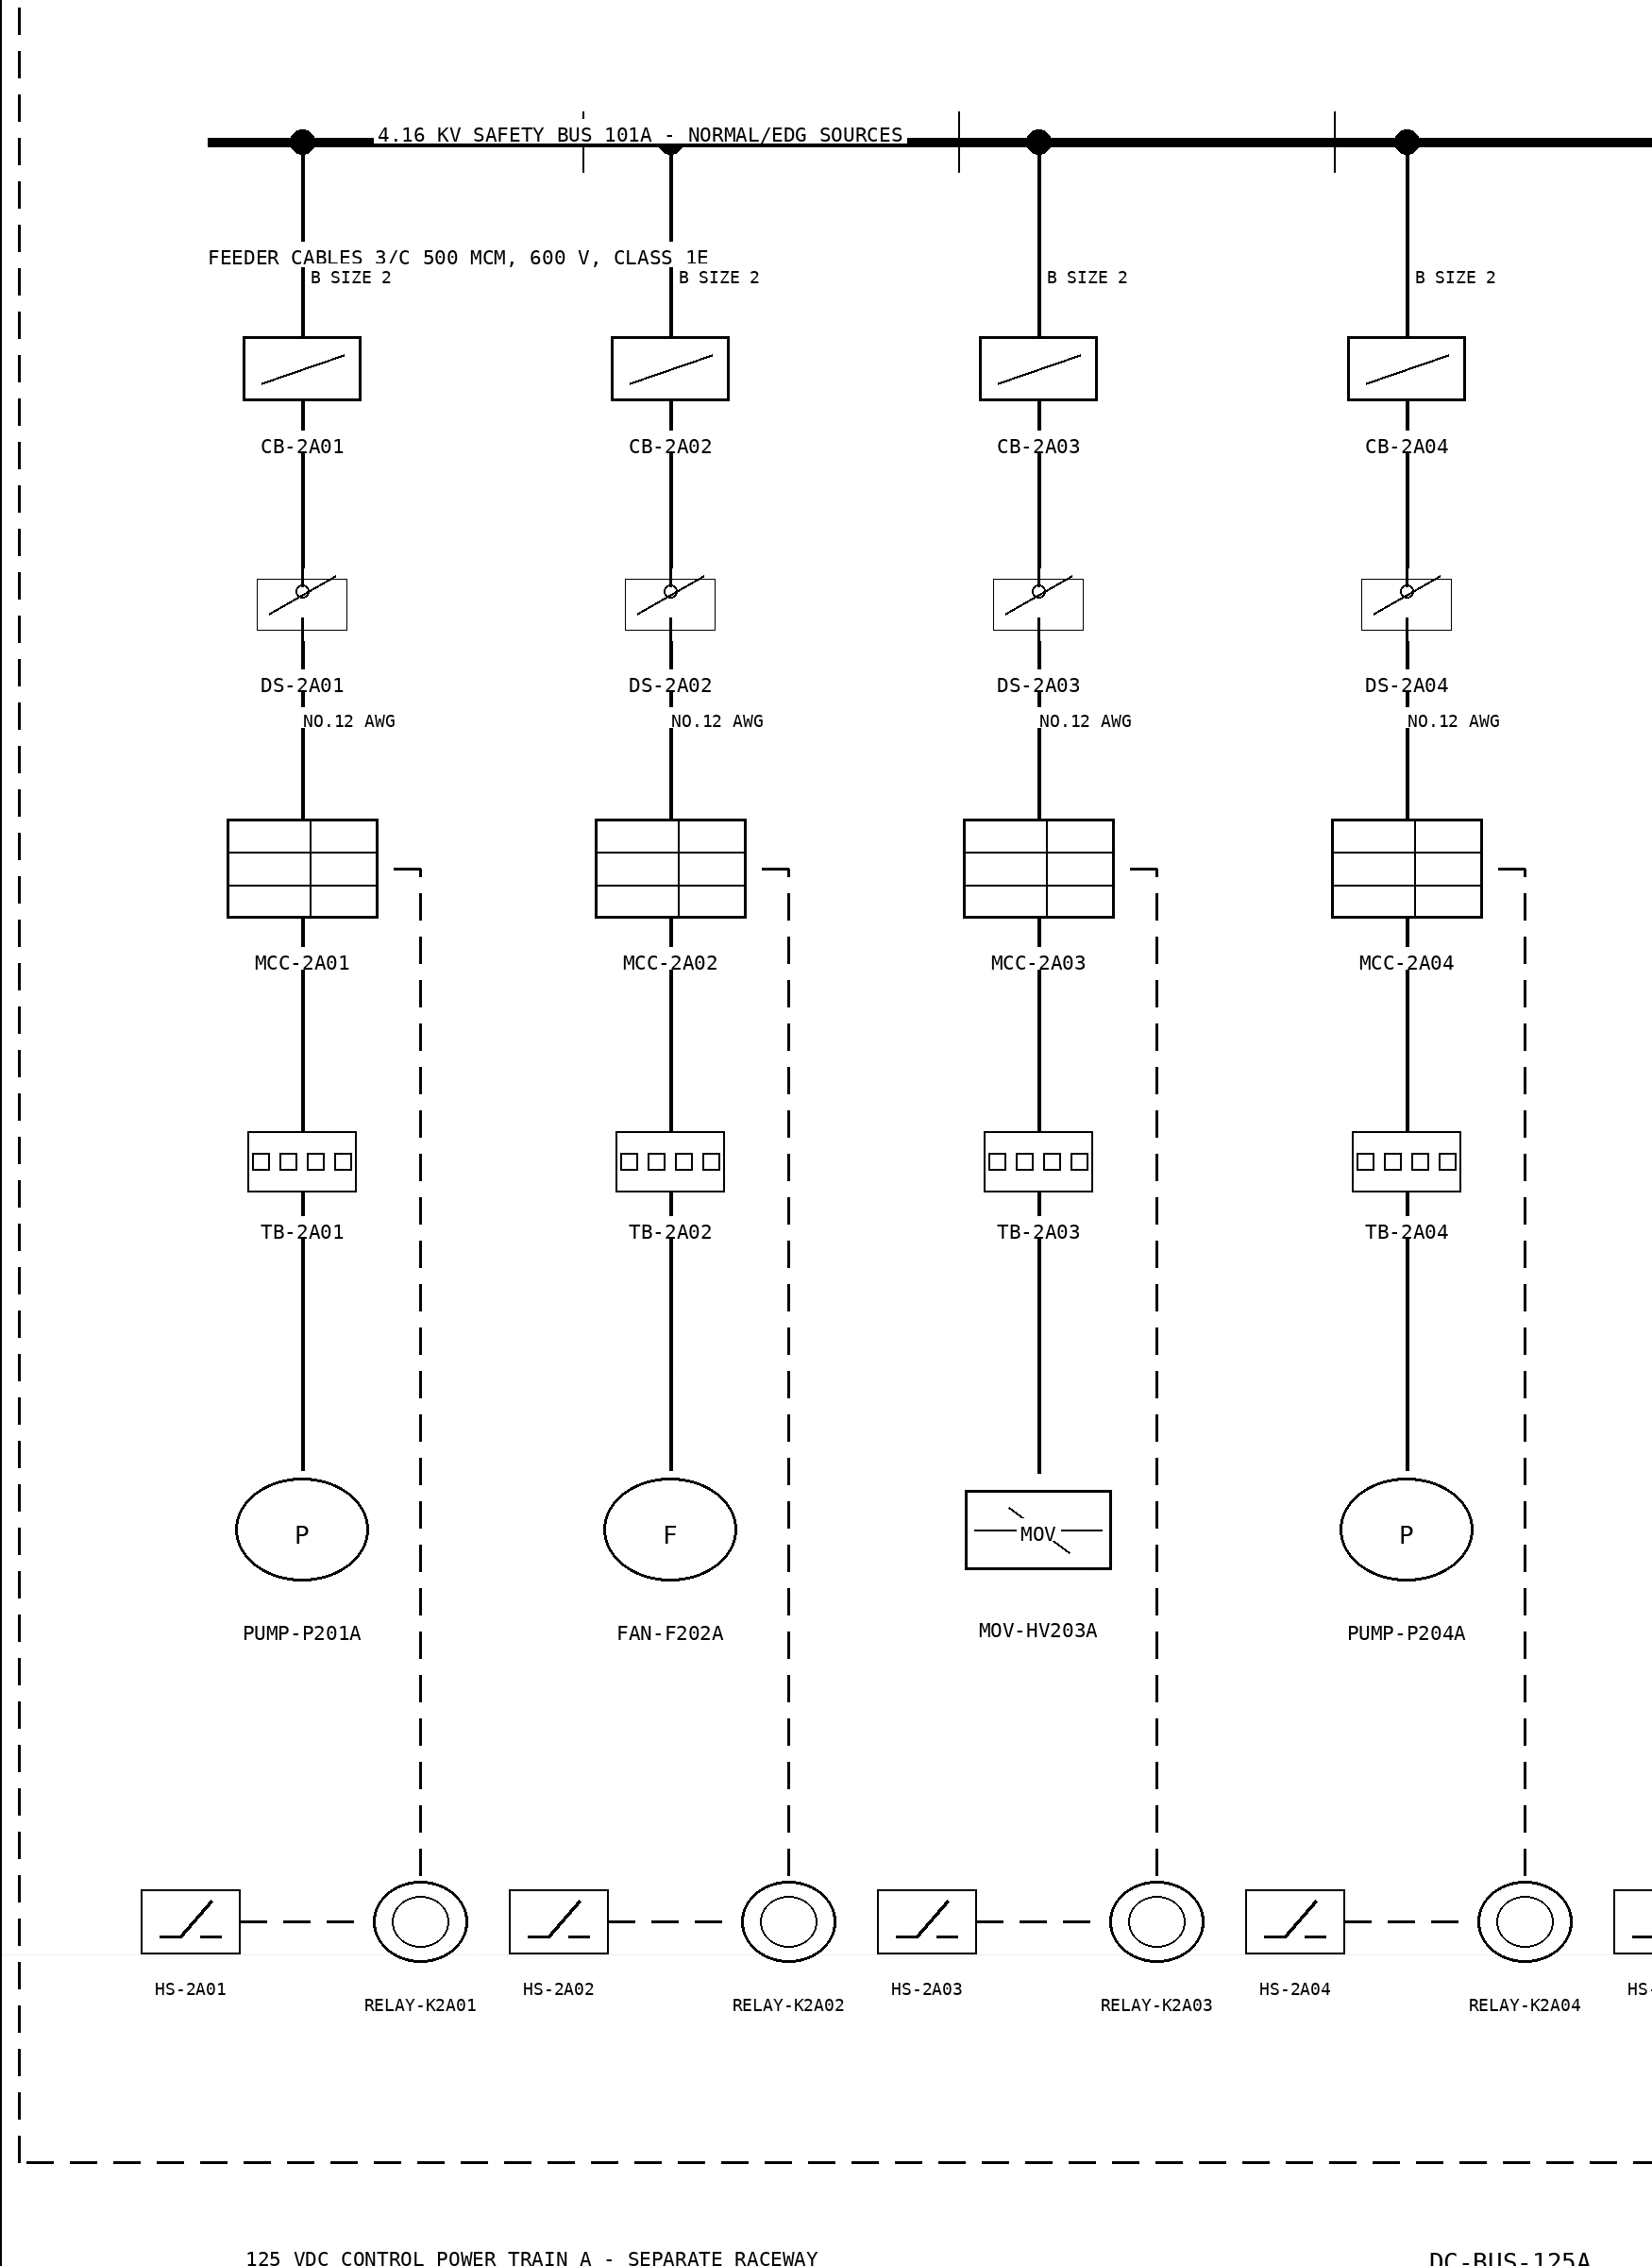 4.16 KV SAFETY BUS 101A - NORMAL/EDG SOURCES
FEEDER CABLES 3/C 500 MCM, 600 V, CLASS 1E
B SIZE 2 B SIZE 2 B SIZE 2 B SIZE 2
CB-2A01 CB-2A02 CB-2A03 CB-2A04
DS-2A01 DS-2A02 DS-2A03 DS-2A04
NO.12 AWG NO.12 AWG NO.12 AWG NO.12 AWG
MCC-2A01 MCC-2A02 MCC-2A03 MCC-2A04
TB-2A01 TB-2A02 TB-2A03 TB-2A04
P F MOV P
PUMP-P201A FAN-F202A MOV-HV203A PUMP-P204A
HS-2A01 HS-2A02 HS-2A03 HS-2A04 HS-
RELAY-K2A01 RELAY-K2A02 RELAY-K2A03 RELAY-K2A04
125 VDC CONTROL POWER TRAIN A - SEPARATE RACEWAY DC-BUS-125A